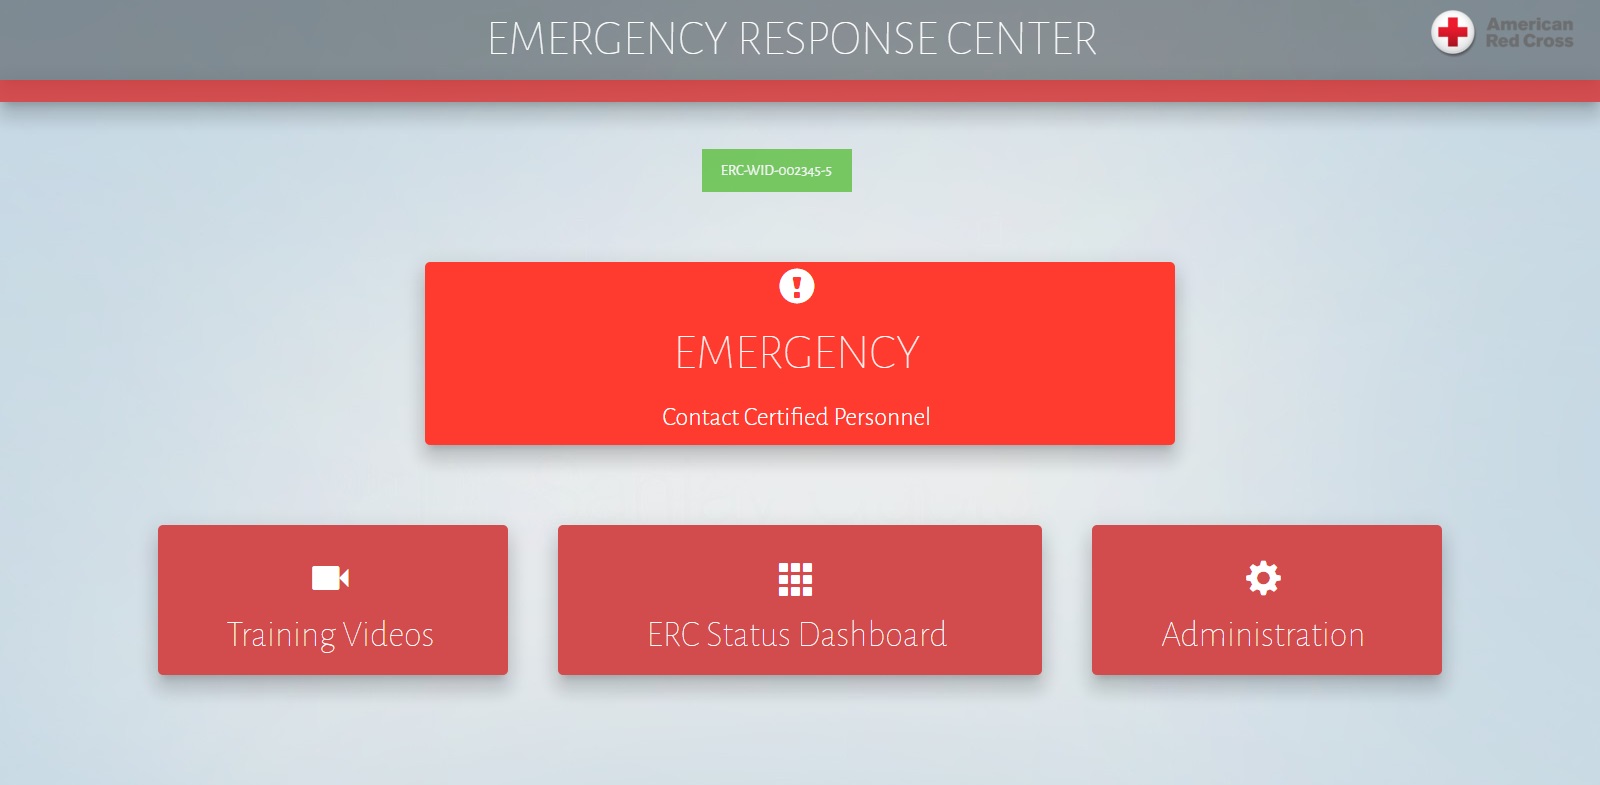 EMERGENCY RESPONSE CENTER
American
Red Cross
ERC-WID-002345-5
EMERGENCY
Contact Certified Personnel
Training Videos
ERC Status Dashboard
Administration